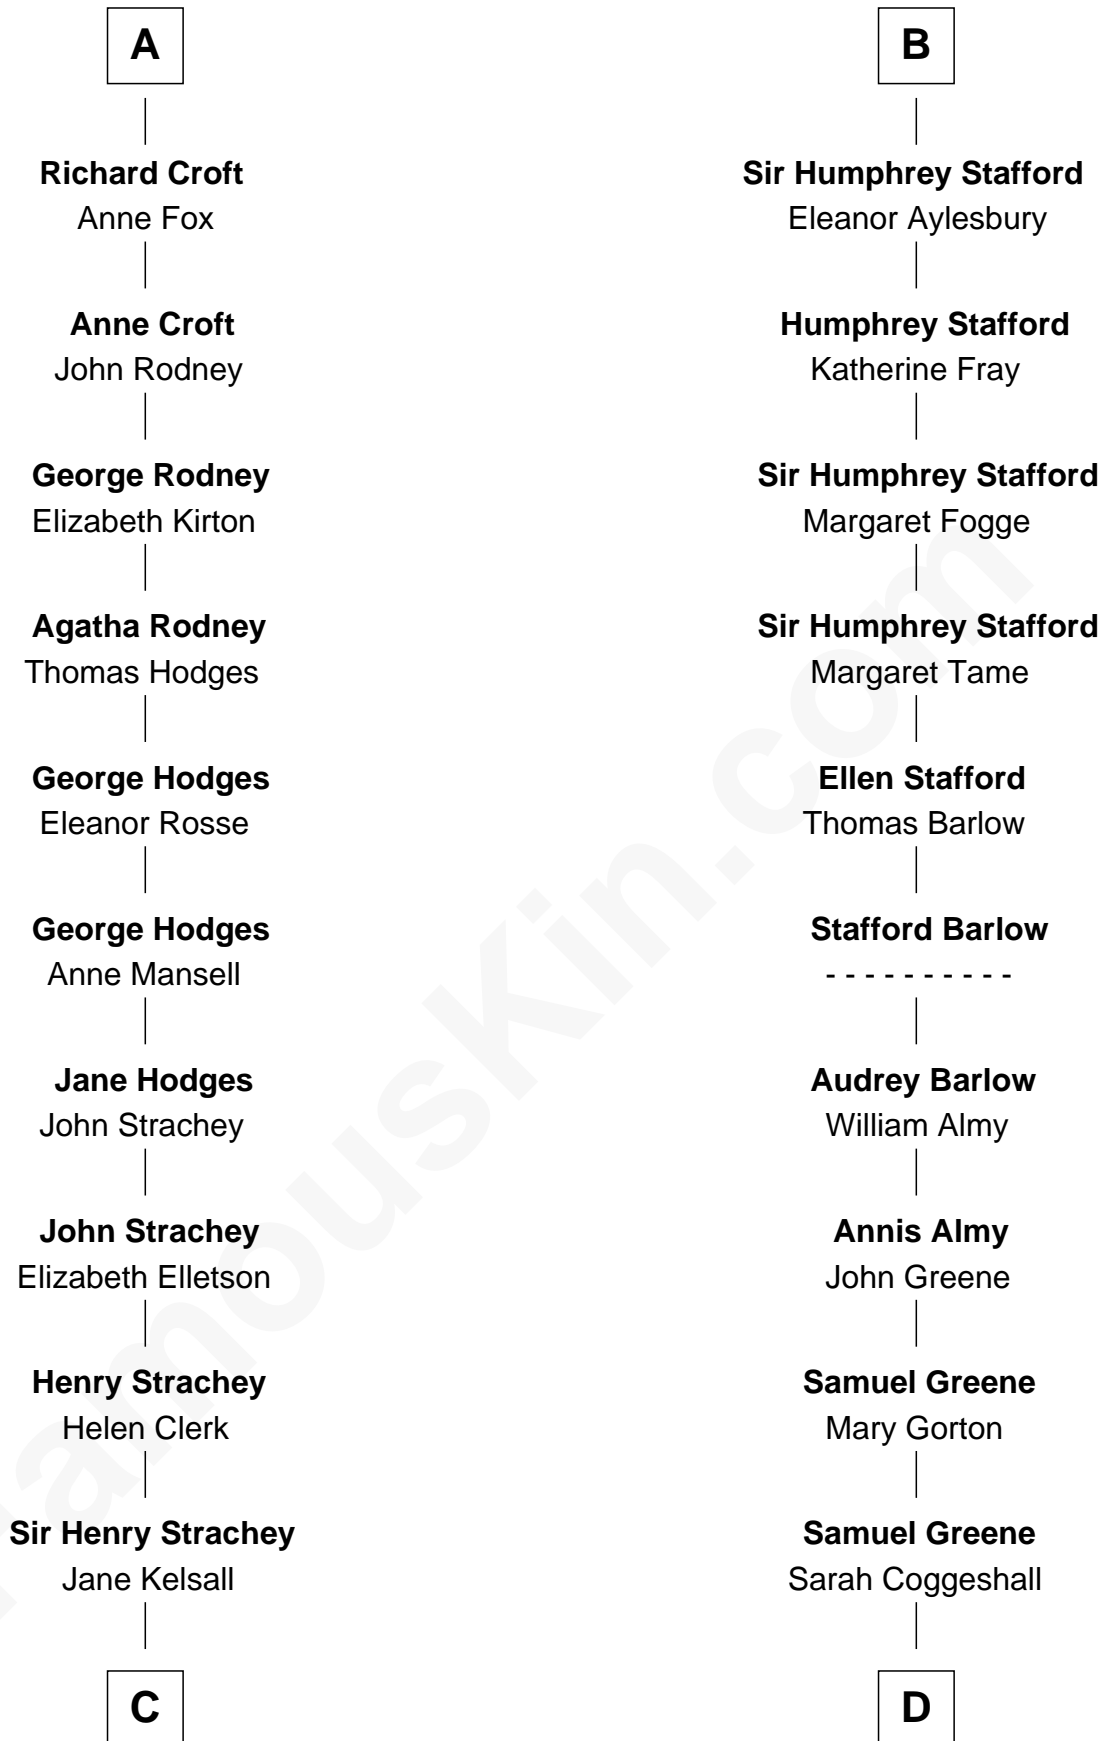 A
Richard Croft
Anne Fox
Anne Croft
John Rodney
George Rodney
Elizabeth Kirton
Agatha Rodney
Thomas Hodges
George Hodges
Eleanor Rosse
George Hodges
Anne Mansell
Jane Hodges
John Strachey
John Strachey
Elizabeth Elletson
Henry Strachey
Helen Clerk
Sir Henry Strachey
Jane Kelsall
C
B
Sir Humphrey Stafford
Eleanor Aylesbury
Humphrey Stafford
Katherine Fray
Sir Humphrey Stafford
Margaret Fogge
Sir Humphrey Stafford
Margaret Tame
Ellen Stafford
Thomas Barlow
Stafford Barlow
- - - - - - - - - -
Audrey Barlow
William Almy
Annis Almy
John Greene
Samuel Greene
Mary Gorton
Samuel Greene
Sarah Coggeshall
D
FamousKin.com